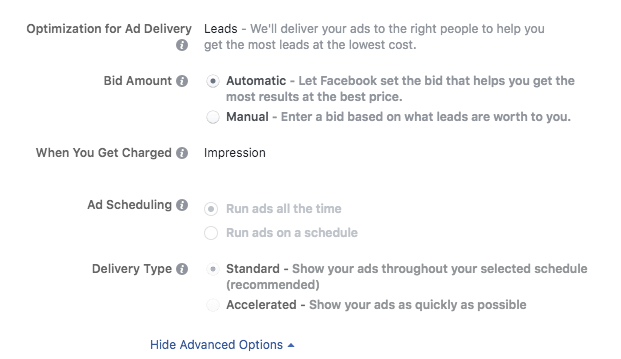 Optimization for Ad Delivery Leads - We'll deliver your ads to the right people to help you
get the most leads at the lowest cost.
Bid Amount Automatic - Let Facebook set the bid that helps you get the
most results at the best price.
Manual - Enter a bid based on what leads are worth to you.
When You Get Charged Impression
Ad Scheduling Run ads all the time
Run ads on a schedule
Delivery Type Standard - Show your ads throughout your selected schedule
(recommended)
Accelerated - Show your ads as quickly as possible
Hide Advanced Options